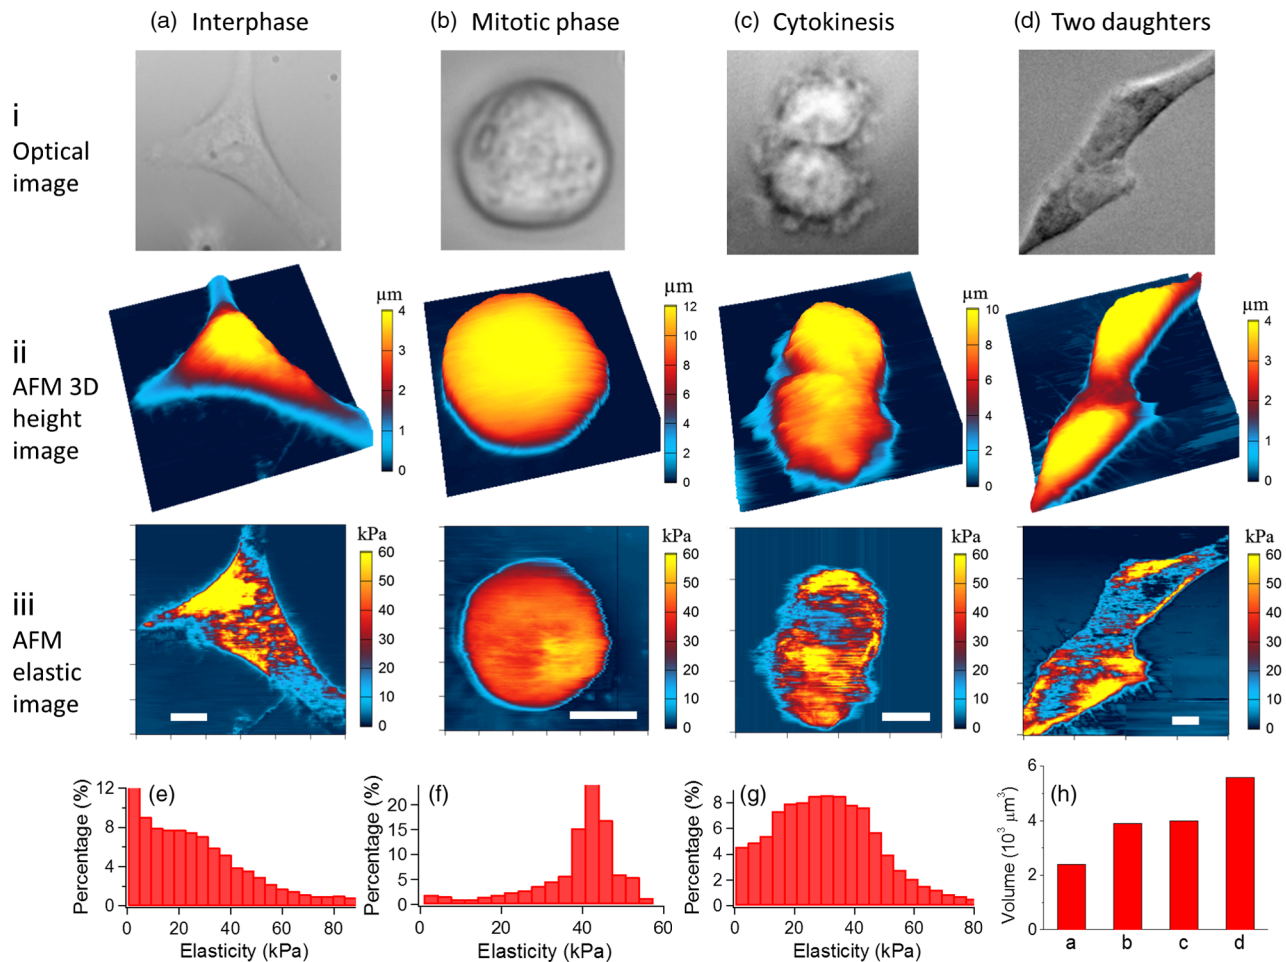 (a) Interphase
(b) Mitotic phase
(c) Cytokinesis
(d) Two daughters
i
Optical
image
ii
AFM 3D
height
image
µm
4
3
2
1
0
µm
12
10
8
6
4
2
0
µm
10
8
6
4
2
0
µm
4
3
2
1
0
iii
AFM
elastic
image
kPa
60
50
40
30
20
10
0
kPa
60
50
40
30
20
10
0
kPa
60
50
40
30
20
10
0
kPa
60
50
40
30
20
10
0
(e)
Percentage (%)
12
8
4
0
0 20 40 60 80
Elasticity (kPa)
(f)
Percentage (%)
20
15
10
5
0
0 20 40 60
Elasticity (kPa)
(g)
Percentage (%)
8
6
4
2
0
0 20 40 60 80
Elasticity (kPa)
(h)
Volume (10³ µm³)
6
4
2
0
a b c d